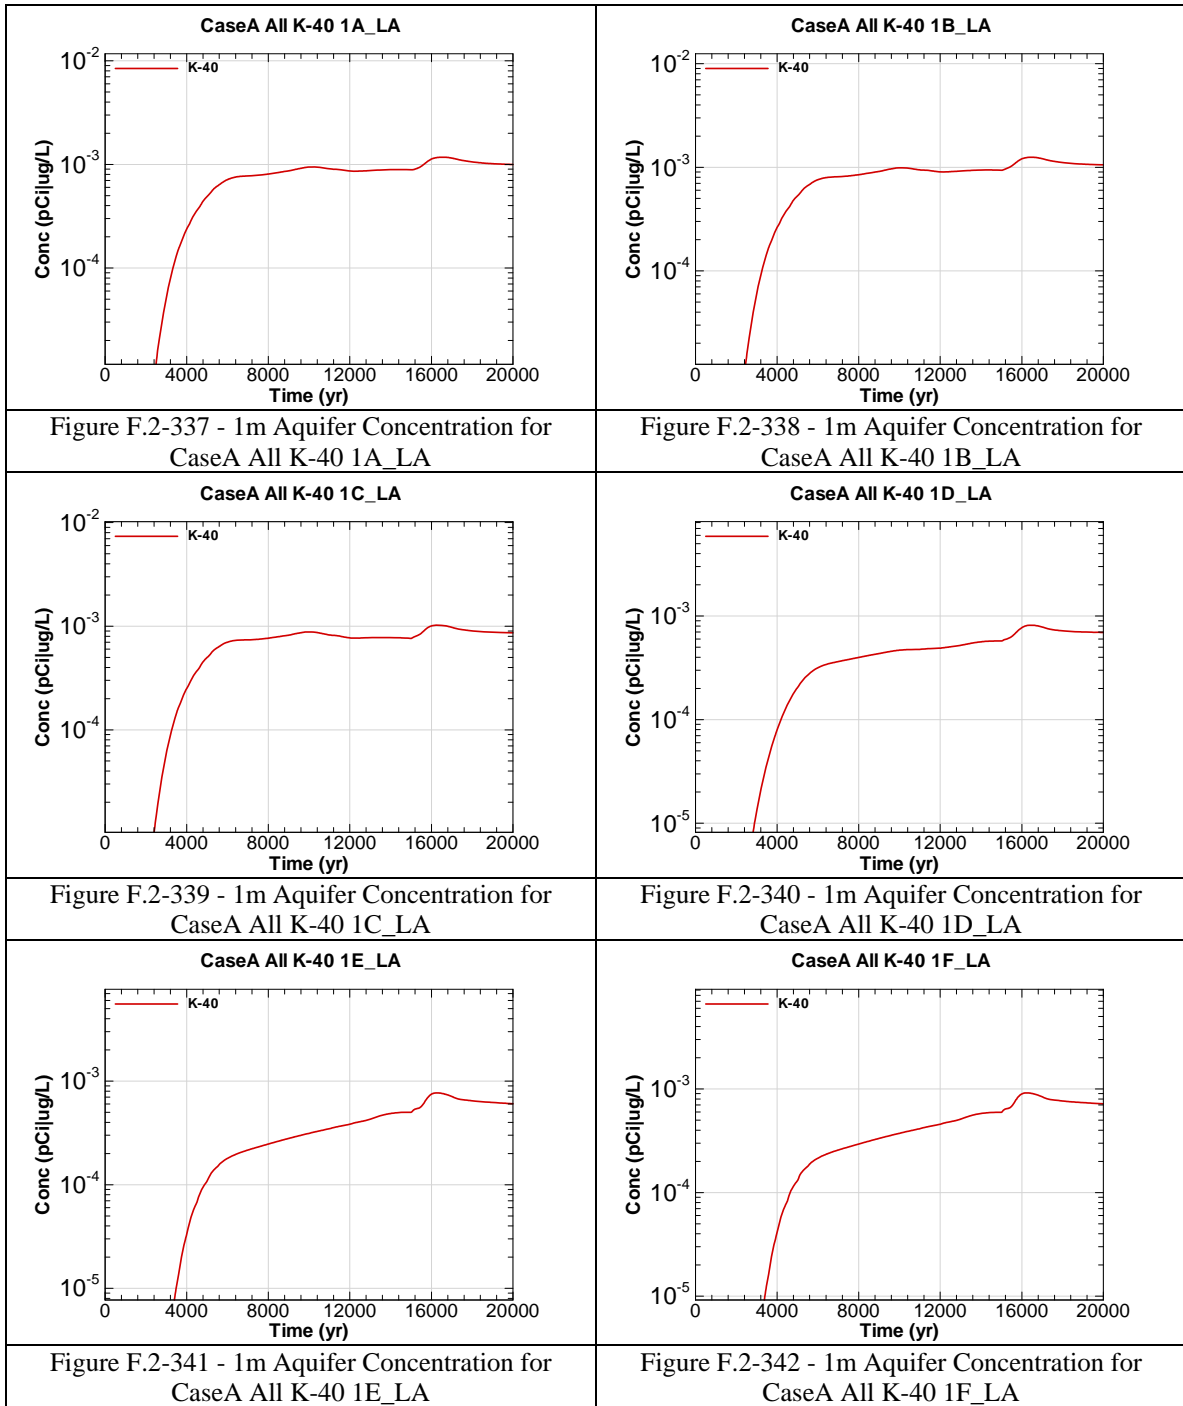 CaseA All K-40 1A_LA
K-40
10-2
10-3
10-4
Conc (pCi|ug/L)
0 4000 8000 12000 16000 20000
Time (yr)
Figure F.2-337 - 1m Aquifer Concentration for
CaseA All K-40 1A_LA
CaseA All K-40 1B_LA
K-40
10-2
10-3
10-4
Conc (pCi|ug/L)
0 4000 8000 12000 16000 20000
Time (yr)
Figure F.2-338 - 1m Aquifer Concentration for
CaseA All K-40 1B_LA
CaseA All K-40 1C_LA
K-40
10-2
10-3
10-4
Conc (pCi|ug/L)
0 4000 8000 12000 16000 20000
Time (yr)
Figure F.2-339 - 1m Aquifer Concentration for
CaseA All K-40 1C_LA
CaseA All K-40 1D_LA
K-40
10-3
10-4
10-5
Conc (pCi|ug/L)
0 4000 8000 12000 16000 20000
Time (yr)
Figure F.2-340 - 1m Aquifer Concentration for
CaseA All K-40 1D_LA
CaseA All K-40 1E_LA
K-40
10-3
10-4
10-5
Conc (pCi|ug/L)
0 4000 8000 12000 16000 20000
Time (yr)
Figure F.2-341 - 1m Aquifer Concentration for
CaseA All K-40 1E_LA
CaseA All K-40 1F_LA
K-40
10-3
10-4
10-5
Conc (pCi|ug/L)
0 4000 8000 12000 16000 20000
Time (yr)
Figure F.2-342 - 1m Aquifer Concentration for
CaseA All K-40 1F_LA